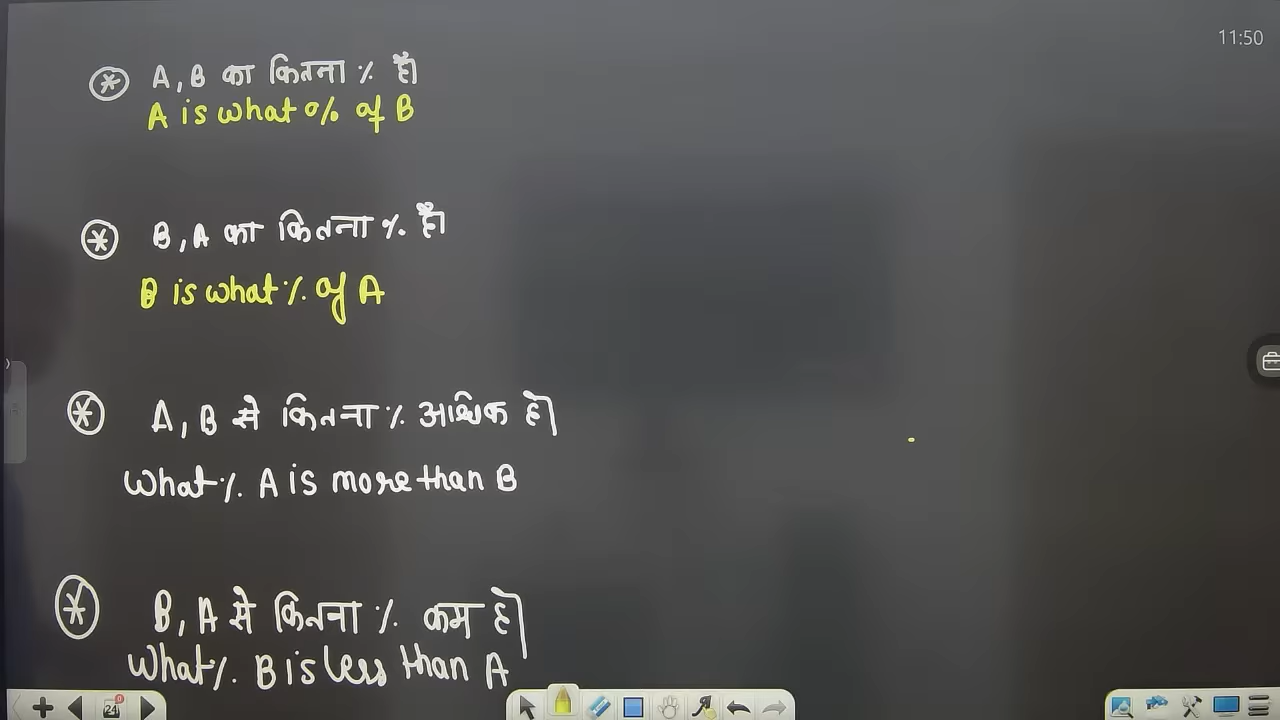 11:50
A, B का कितना % है।
A is what % of B
B, A का कितना % है।
B is what % of A
A, B से कितना % अधिक है।
What % A is more than B
B, A से कितना % कम है।
What % B is less than A
24